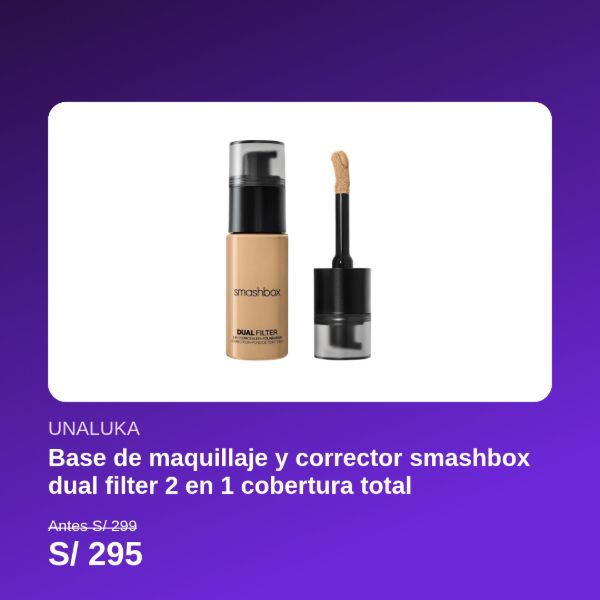 smashbox
DUAL FILTER
UNALUKA
Base de maquillaje y corrector smashbox
dual filter 2 en 1 cobertura total
Antes S/ 299
S/ 295